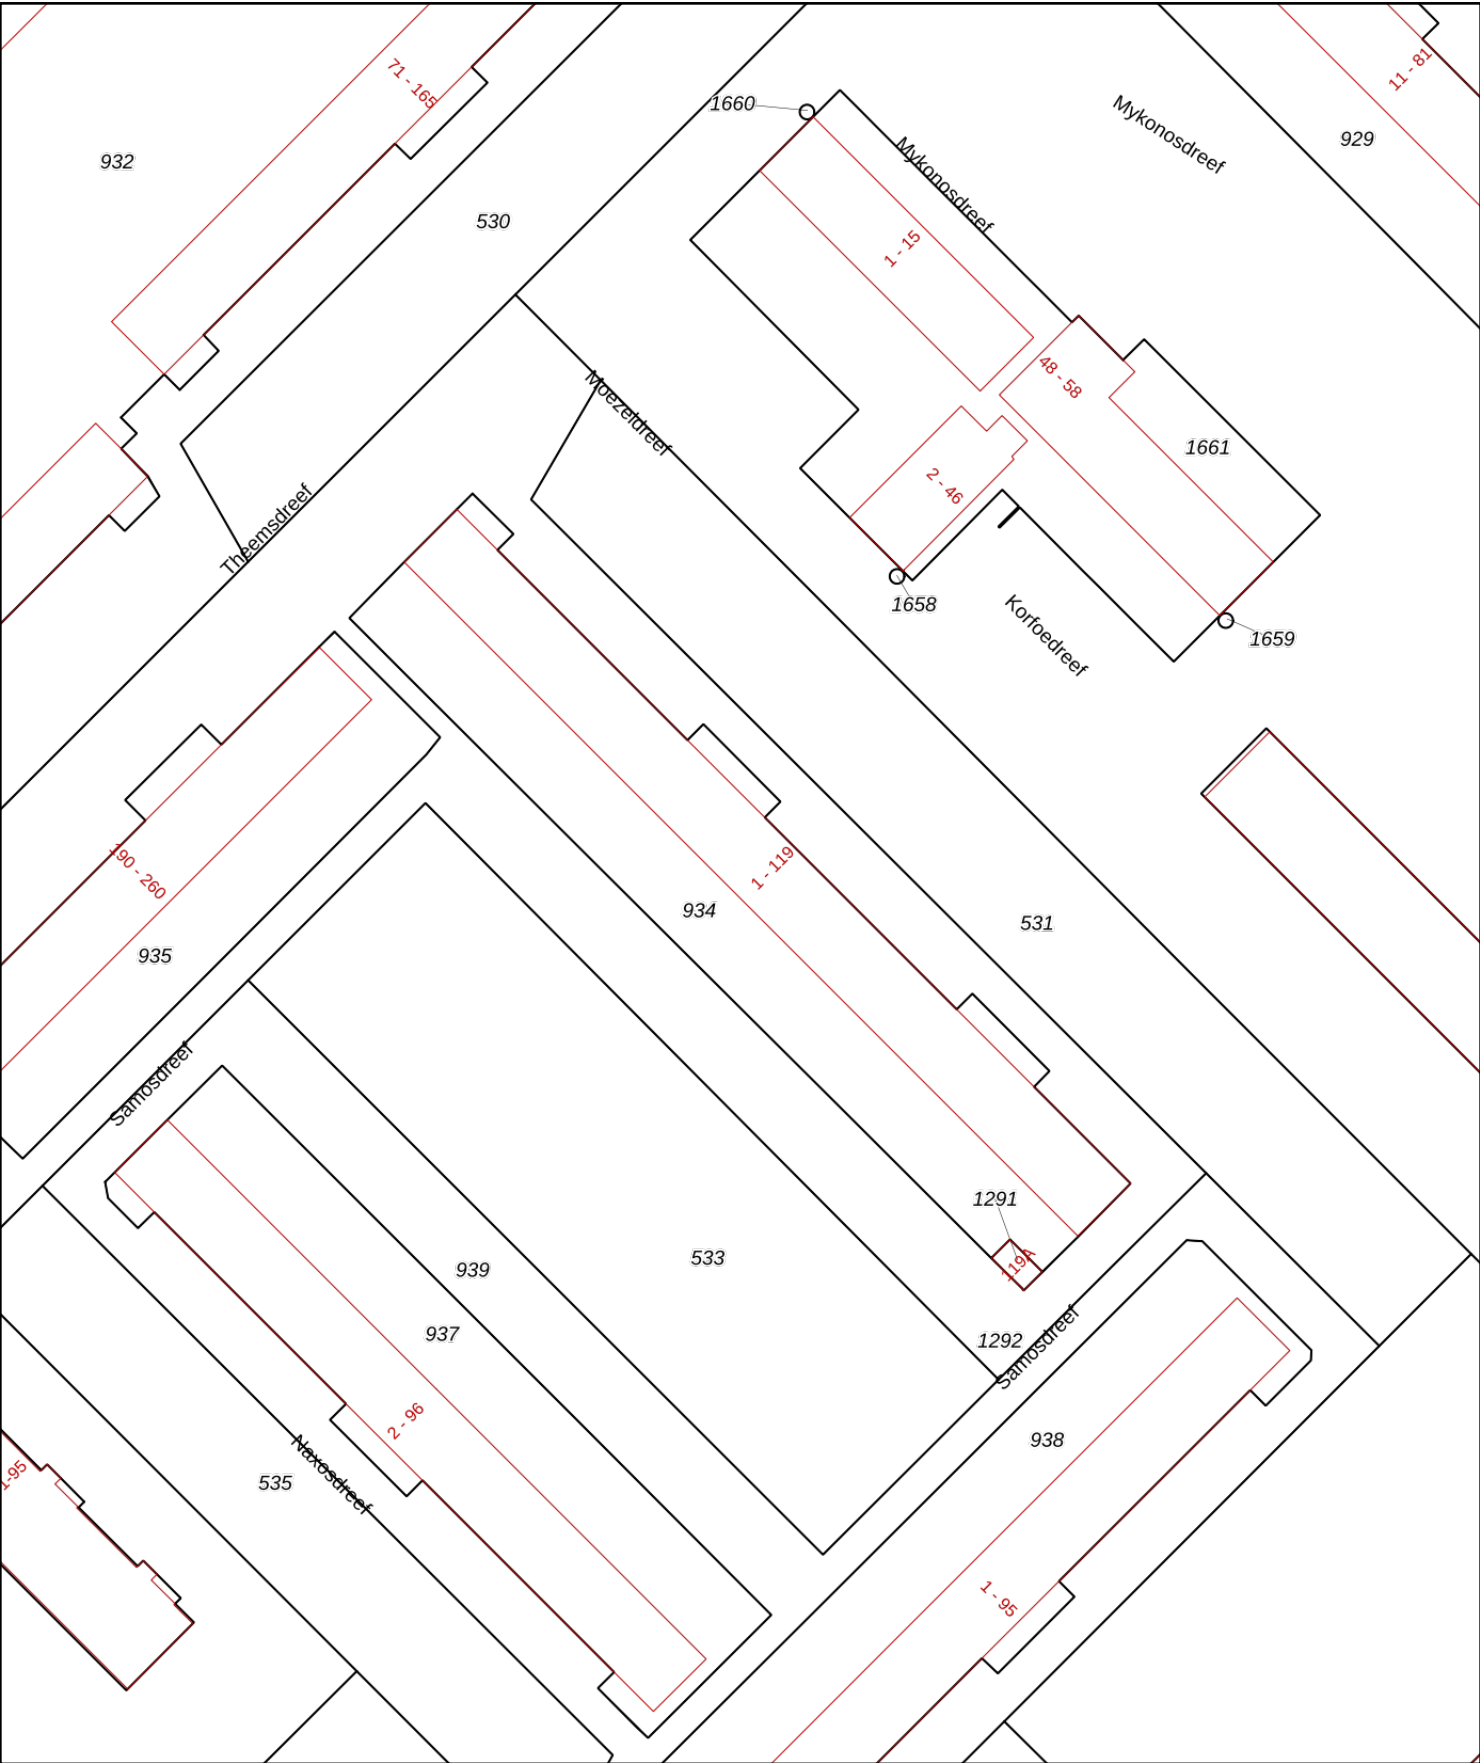 71 - 165
11 - 81
1660
Mykonosdreef
929
932
Mykonosdreef
530
1 - 15
48 - 58
Moezeldreef
1661
2 - 46
Theemsdreef
1658
Korfoedreef
1659
190 - 260
1 - 119
934
531
935
Samosdreef
1291
533
119A
939
937
1292
Samosdreef
2 - 96
938
1-95
Naxosdreef
535
1 - 95